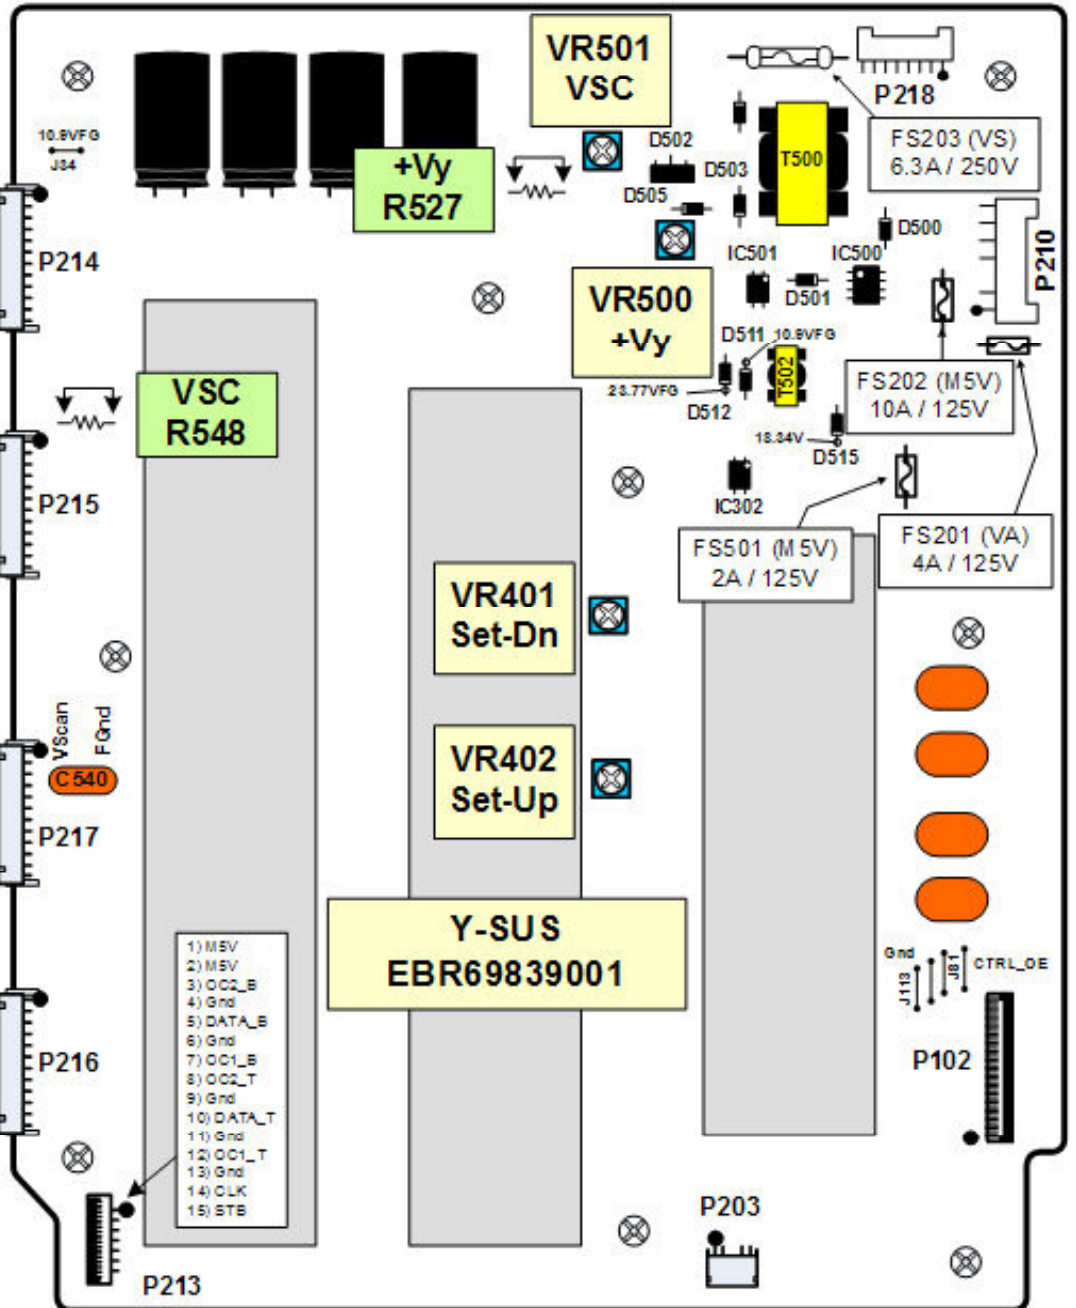 VR501
VSC
P218
FS203 (VS)
6.3A / 250V
10.9VFG
J34
+Vy
R527
D502
D503
D505
T500
D500
P214
P210
IC501
IC500
D501
VR500
+Vy
D511
10.9VFG
T502
23.77VFG
D512
FS202 (M5V)
10A / 125V
VSC
R548
18.34V
D515
P215
IC302
FS501 (M5V)
2A / 125V
FS201 (VA)
4A / 125V
VR401
Set-Dn
VScan
FGnd
C540
VR402
Set-Up
P217
Y-SUS
EBR69839001
1) M5V
2) M5V
3) OC2_B
4) Gnd
5) DATA_B
6) Gnd
7) OC1_B
8) OC2_T
9) Gnd
10) DATA_T
11) Gnd
12) OC1_T
13) Gnd
14) CLK
15) STB
Gnd
J113
J81
CTRL_OE
P216
P102
P203
P213